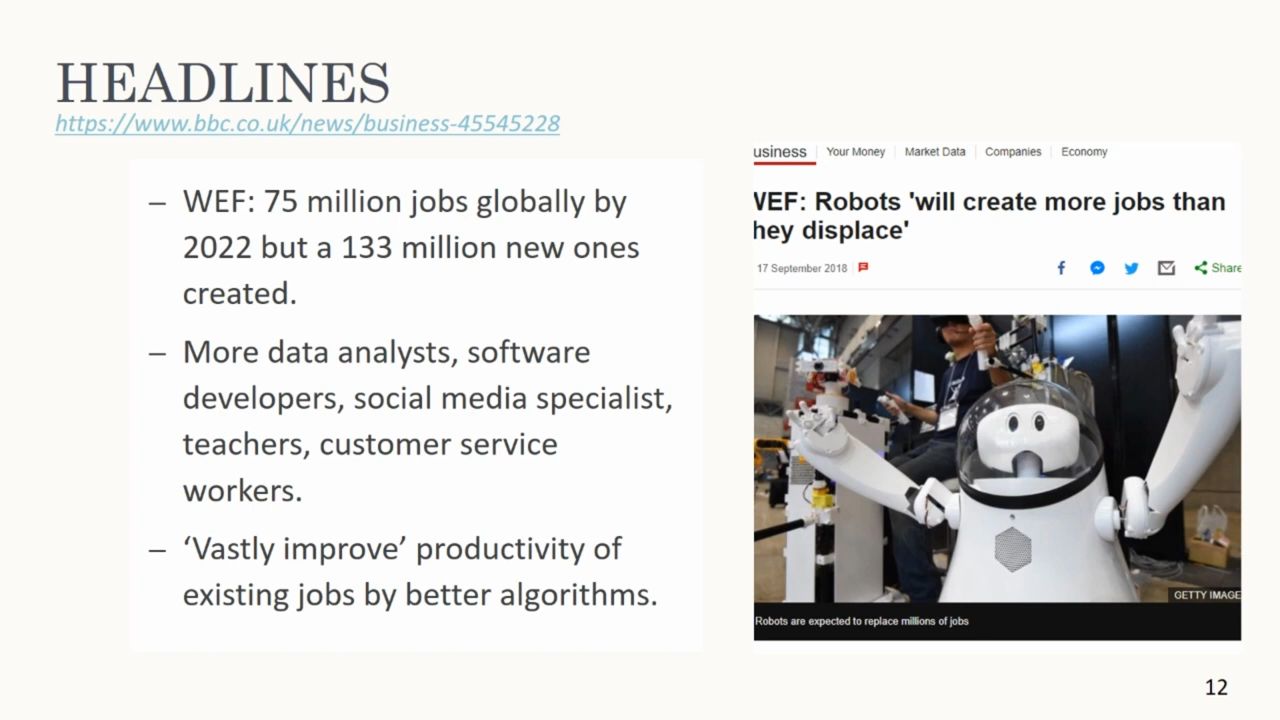 HEADLINES
https://www.bbc.co.uk/news/business-45545228
– WEF: 75 million jobs globally by
2022 but a 133 million new ones
created.
– More data analysts, software
developers, social media specialist,
teachers, customer service
workers.
– ‘Vastly improve’ productivity of
existing jobs by better algorithms.
usiness Your Money Market Data Companies Economy
WEF: Robots 'will create more jobs than
hey displace'
17 September 2018 Share
GETTY IMAGE
Robots are expected to replace millions of jobs
12